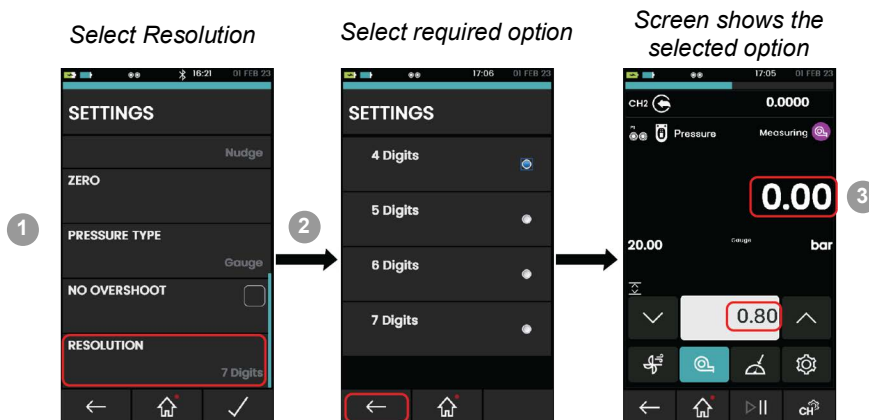 Select Resolution
Select required option
Screen shows the
selected option
16:21 01 FEB 23
SETTINGS
Nudge
ZERO
PRESSURE TYPE
Gauge
NO OVERSHOOT
RESOLUTION
7 Digits
1
2
17:06 01 FEB 23
SETTINGS
4 Digits
5 Digits
6 Digits
7 Digits
17:05 01 FEB 23
CH2 0.0000
Pressure Measuring
0.00
3
20.00 Gauge bar
0.80
CH